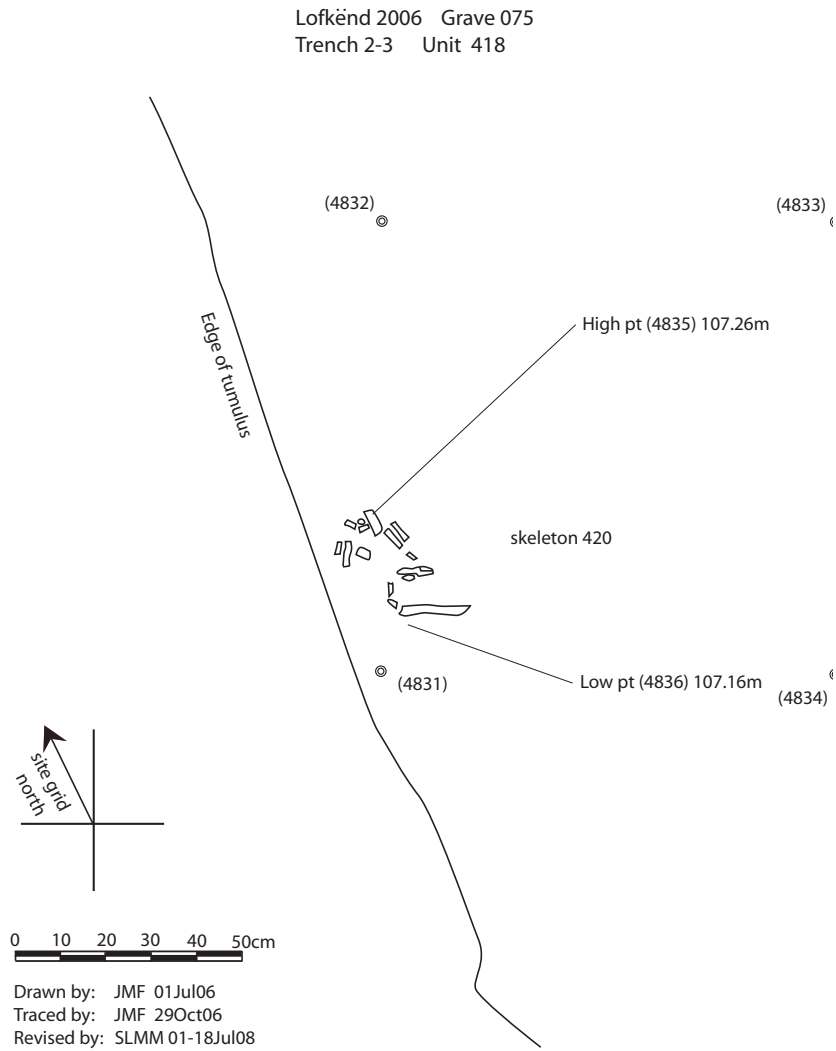 Lofkënd 2006 Grave 075
Trench 2-3 Unit 418
(4832)
(4833)
High pt (4835) 107.26m
Edge of tumulus
skeleton 420
(4831)
Low pt (4836) 107.16m
(4834)
site grid
north
0 10 20 30 40 50cm
Drawn by: JMF 01Jul06
Traced by: JMF 29Oct06
Revised by: SLMM 01-18Jul08